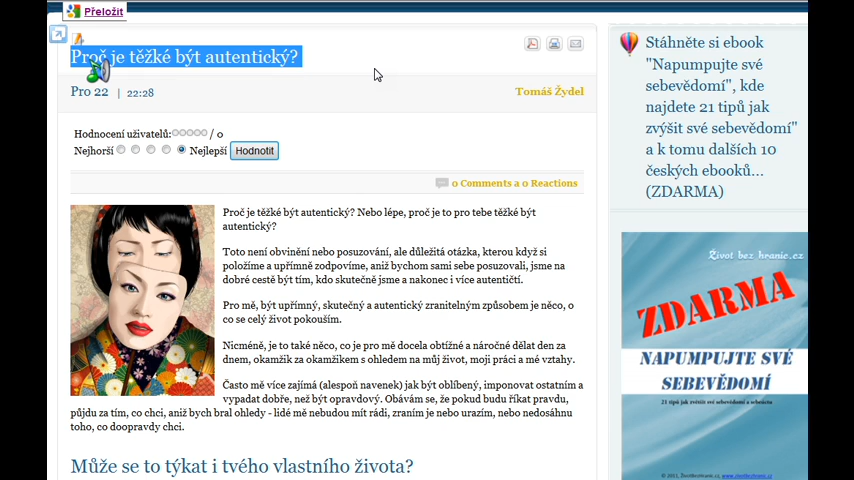 Přeložit
Proč je těžké být autentický?
Pro 22 | 22:28
Tomáš Žydel
Hodnocení uživatelů: / 0
Nejhorší Nejlepší Hodnotit
0 Comments a 0 Reactions
Proč je těžké být autentický? Nebo lépe, proč je to pro tebe těžké být
autentický?
Toto není obvinění nebo posuzování, ale důležitá otázka, kterou když si
položíme a upřímně zodpovíme, aniž bychom sami sebe posuzovali, jsme na
dobré cestě být tím, kdo skutečně jsme a nakonec i více autentičtí.
Pro mě, být upřímný, skutečný a autentický zranitelným způsobem je něco, o
co se celý život pokouším.
Nicméně, je to také něco, co je pro mě docela obtížné a náročné dělat den za
dnem, okamžik za okamžikem s ohledem na můj život, moji práci a mé vztahy.
Často mě více zajímá (alespoň navenek) jak být oblíbený, imponovat ostatním a
vypadat dobře, než být opravdový. Obávám se, že pokud budu říkat pravdu,
půjdu za tím, co chci, aniž bych bral ohledy - lidé mě nebudou mít rádi, zraním je nebo urazím, nebo nedosáhnu
toho, co doopravdy chci.
Může se to týkat i tvého vlastního života?
Stáhněte si ebook
"Napumpujte své
sebevědomí", kde
najdete 21 tipů jak
zvýšit své sebevědomí"
a k tomu dalších 10
českých ebooků...
(ZDARMA)
Život bez hranic.cz
ZDARMA
NAPUMPUJTE SVÉ
SEBEVĚDOMÍ
21 tipů jak zvětšit své sebevědomí a sebeúctu